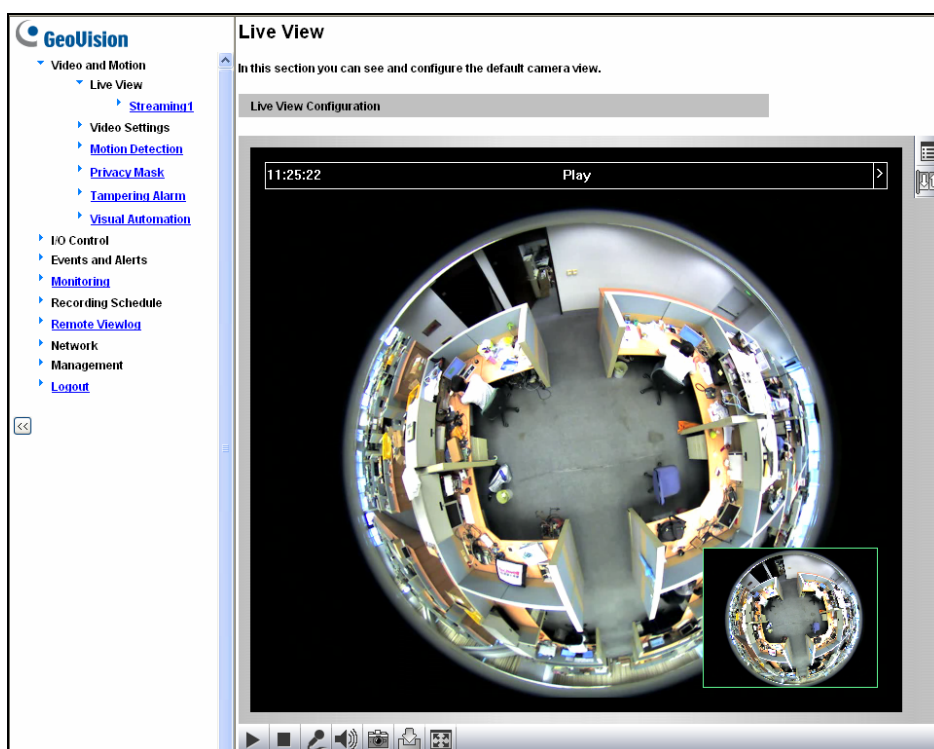 GeoVision
Video and Motion
Live View
Streaming1
Video Settings
Motion Detection
Privacy Mask
Tampering Alarm
Visual Automation
I/O Control
Events and Alerts
Monitoring
Recording Schedule
Remote Viewlog
Network
Management
Logout
<<
Live View
In this section you can see and configure the default camera view.
Live View Configuration
11:25:22 Play >